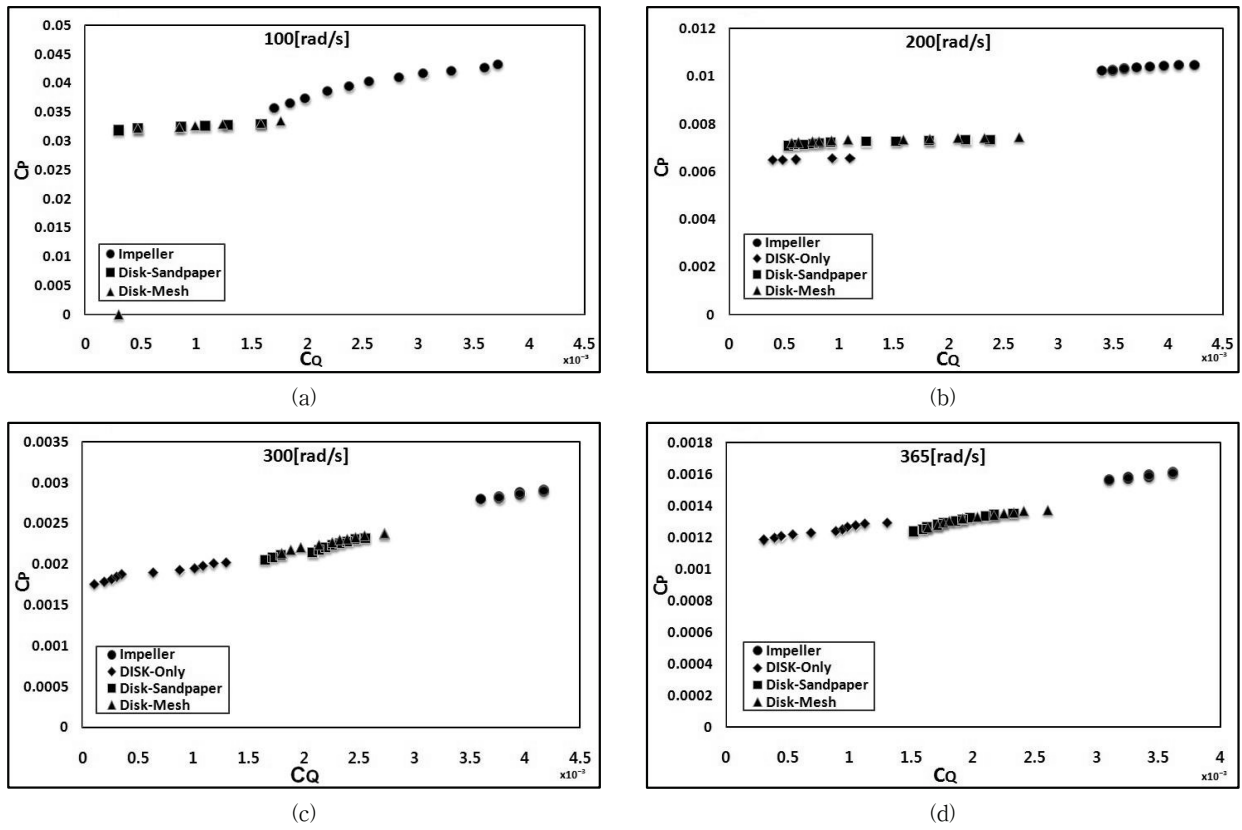 100[rad/s]
0.05
0.045
0.04
0.035
0.03
0.025
0.02
0.015
0.01
0.005
0
CP
Impeller
Disk-Sandpaper
Disk-Mesh
0 0.5 1 1.5 2 2.5 3 3.5 4 4.5
CQ
x10⁻³
(a)
200[rad/s]
0.012
0.01
0.008
0.006
0.004
0.002
0
CP
Impeller
DISK-Only
Disk-Sandpaper
Disk-Mesh
0 0.5 1 1.5 2 2.5 3 3.5 4 4.5
CQ
x10⁻³
(b)
300[rad/s]
0.0035
0.003
0.0025
0.002
0.0015
0.001
0.0005
0
CP
Impeller
DISK-Only
Disk-Sandpaper
Disk-Mesh
0 0.5 1 1.5 2 2.5 3 3.5 4 4.5
CQ
x10⁻³
(c)
365[rad/s]
0.0018
0.0016
0.0014
0.0012
0.001
0.0008
0.0006
0.0004
0.0002
0
CP
Impeller
DISK-Only
Disk-Sandpaper
Disk-Mesh
0 0.5 1 1.5 2 2.5 3 3.5 4
CQ
x10⁻³
(d)